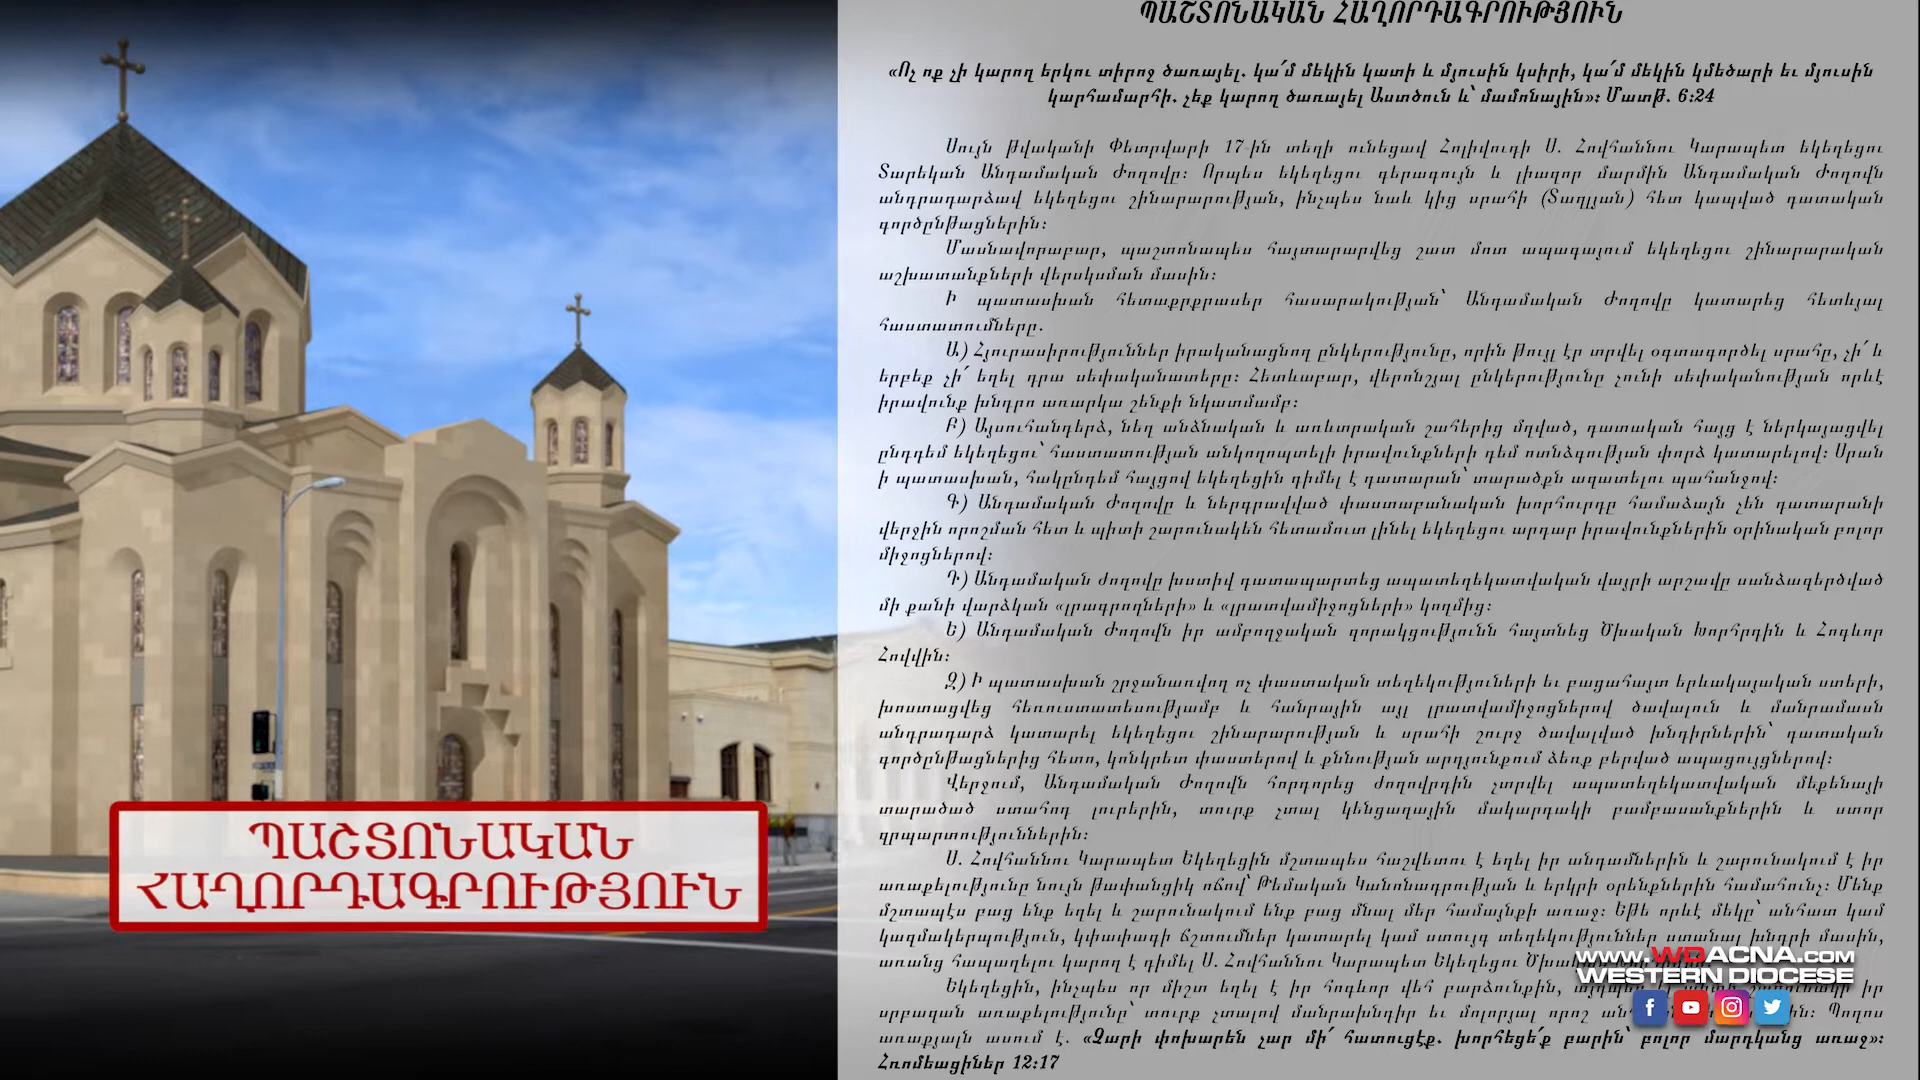 ՊԱՇՏՈՆԱԿԱՆ ՀԱՂՈՐԴԱԳՐՈՒԹՅՈՒՆ
«Ոչ ոք չի կարող երկու տիրոջ ծառայել. կա՛մ մեկին կատի և մյուսին կսիրի, կա՛մ մեկին կմեծարի եւ մյուսին
կարհամարհի. չեք կարող ծառայել Աստծուն և՝ մամոնային»: Մատթ. 6:24
Սույն թվականի Փետրվարի 17-ին տեղի ունեցավ Հոլիվուդի Ս. Հովհաննու Կարապետ եկեղեցու
Տարեկան Անդամական Ժողովը: Որպես եկեղեցու գերագույն և լիազոր մարմին Անդամական Ժողովն
անդրադարձավ եկեղեցու շինարարության, ինչպես նաև կից սրահի (Տաղլյան) հետ կապված դատական
գործընթացներին:
Մասնավորաբար, պաշտոնապես հայտարարվեց շատ մոտ ապագայում եկեղեցու շինարարական
աշխատանքների վերսկսման մասին:
Ի պատասխան հետաքրքրասեր հասարակության՝ Անդամական Ժողովը կատարեց հետևյալ
հաստատումները.
Ա) Հյուրասիրություններ իրականացնող ընկերությունը, որին թույլ էր տրվել օգտագործել սրահը, չի՛ և
երբեք չի՛ եղել դրա սեփականատերը: Հետևաբար, վերոնշյալ ընկերությունը չունի սեփականության որևէ
իրավունք խնդրո առարկա շենքի նկատմամբ:
Բ) Այսուհանդերձ, նեղ անձնական և առևտրական շահերից մղված, դատական հայց է ներկայացվել
ընդդեմ եկեղեցու՝ հաստատության անկողոպտելի իրավունքների դեմ ոտնձգության փորձ կատարելով: Սրան
ի պատասխան, հակընդեմ հայցով եկեղեցին դիմել է դատարան՝ տարածքն ազատելու պահանջով:
Գ) Անդամական Ժողովը և ներգրավված փաստաբանական խորհուրդը համաձայն չեն դատարանի
վերջին որոշման հետ և պիտի շարունակեն հետամուտ լինել եկեղեցու արդար իրավունքներին օրինական բոլոր
միջոցներով:
Դ) Անդամական ժողովը խստիվ դատապարտեց ապատեղեկատվական վայրի արշավը սանձազերծված
մի քանի վարձկան «լրագրողների» և «լրատվամիջոցների» կողմից:
Ե) Անդամական Ժողովն իր ամբողջական զորակցությունն հայտնեց Ծխական Խորհրդին և Հոգևոր
Հովվին:
Զ) Ի պատասխան շրջանառվող ոչ փաստական տեղեկություների եւ բացահայտ երևակայական ստերի,
խոստացվեց հեռուստատեսությամբ և հանրային այլ լրատվամիջոցներով ծավալուն և մանրամասն
անդրադարձ կատարել եկեղեցու շինարարության և սրահի շուրջ ծավալված խնդիրներին՝ դատական
գործընթացներից հետո, կոնկրետ փաստերով և քննության արդյունքում ձեռք բերված ապացույցներով:
Վերջում, Անդամական Ժողովն հորդորեց ժողովրդին չտրվել ապատեղեկատվական մեքենայի
տարածած ստահոդ լուրերին, տուրք չտալ կենցաղային մակարդակի բամբասանքներին և ստոր
զրպարտություններին:
Ս. Հովհաննու Կարապետ Եկեղեցին մշտապես հաշվետու է եղել իր անդամներին և շարունակում է իր
առաքելությունը նույն թափանցիկ ոճով՝ Թեմական Կանոնադրության և երկրի օրենքներին համահունչ: Մենք
մշտապէս բաց ենք եղել և շարունակում ենք բաց մնալ մեր համայնքի առաջ: Եթե որևէ մեկը՝ անհատ կամ
կազմակերպություն, կփափագի ճշտումներ կատարել կամ ստույգ տեղեկություններ ստանալ խնդրի մասին,
առանց հապաղելու կարող է դիմել Ս. Հովհաննու Կարապետ Եկեղեցու
Եկեղեցին, ինչպես որ միշտ եղել է իր հոգևոր վեհ բարձունքին, իր
սրբազան առաքելությունը՝ տուրք չտալով մանրախնդիր եւ մոլորյալ որոշ Պողոս
առաքյալն ասում է. «Չարի փոխարեն չար մի՛ հատուցէք. խորհեցե՛ք բարին՝ բոլոր մարդկանց առաջ»:
Հռոմեացիներ 12:17
ՊԱՇՏՈՆԱԿԱՆ
ՀԱՂՈՐԴԱԳՐՈՒԹՅՈՒՆ
WWW.WDACNA.COM
WESTERN DIOCESE